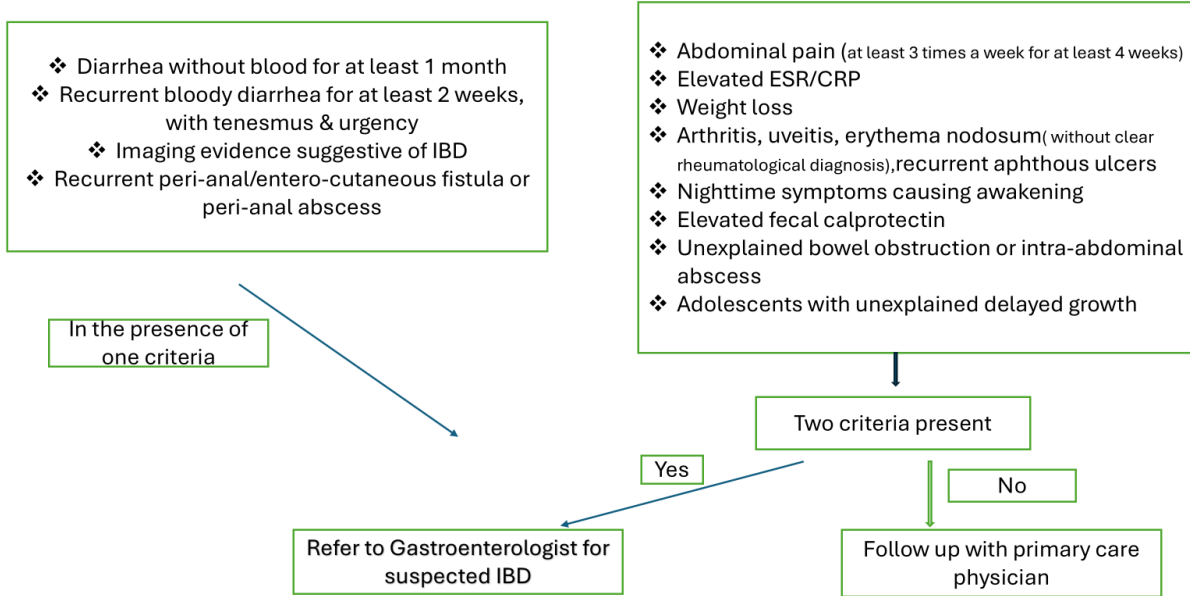 ❖ Diarrhea without blood for at least 1 month
❖ Recurrent bloody diarrhea for at least 2 weeks,
with tenesmus & urgency
❖ Imaging evidence suggestive of IBD
❖ Recurrent peri-anal/entero-cutaneous fistula or
peri-anal abscess
❖ Abdominal pain (at least 3 times a week for at least 4 weeks)
❖ Elevated ESR/CRP
❖ Weight loss
❖ Arthritis, uveitis, erythema nodosum( without clear
rheumatological diagnosis),recurrent aphthous ulcers
❖ Nighttime symptoms causing awakening
❖ Elevated fecal calprotectin
❖ Unexplained bowel obstruction or intra-abdominal
abscess
❖ Adolescents with unexplained delayed growth
In the presence of
one criteria
Two criteria present
Yes
No
Refer to Gastroenterologist for
suspected IBD
Follow up with primary care
physician